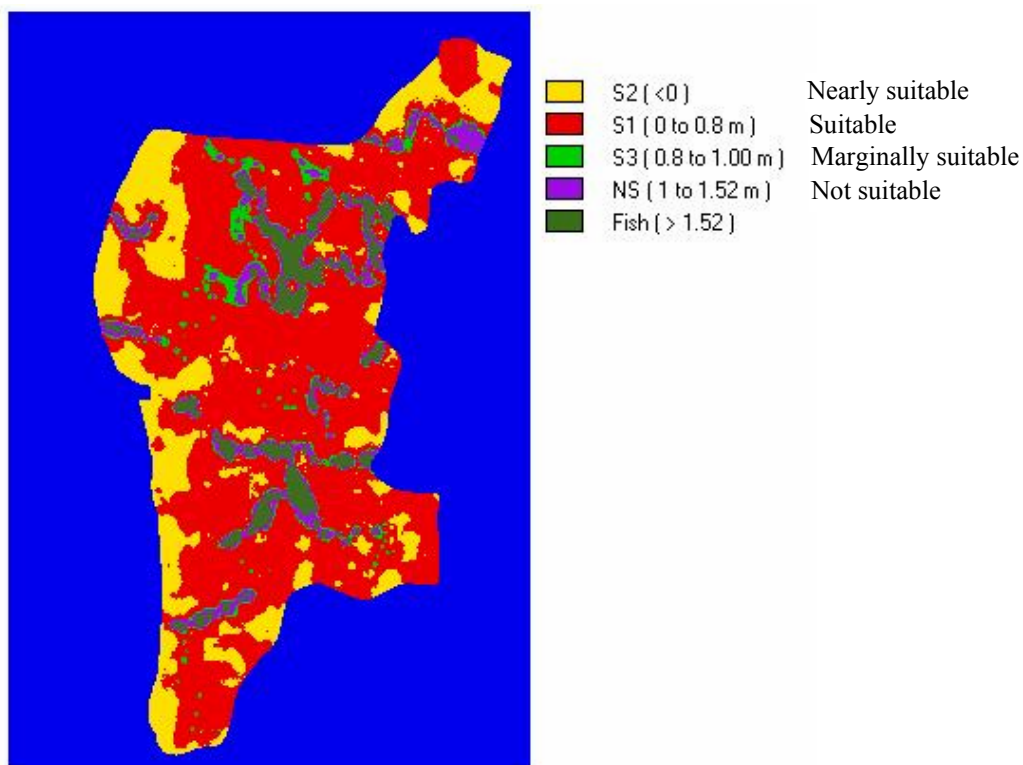 S2 ( <0 ) Nearly suitable
S1 ( 0 to 0.8 m ) Suitable
S3 ( 0.8 to 1.00 m ) Marginally suitable
NS ( 1 to 1.52 m ) Not suitable
Fish ( > 1.52 )